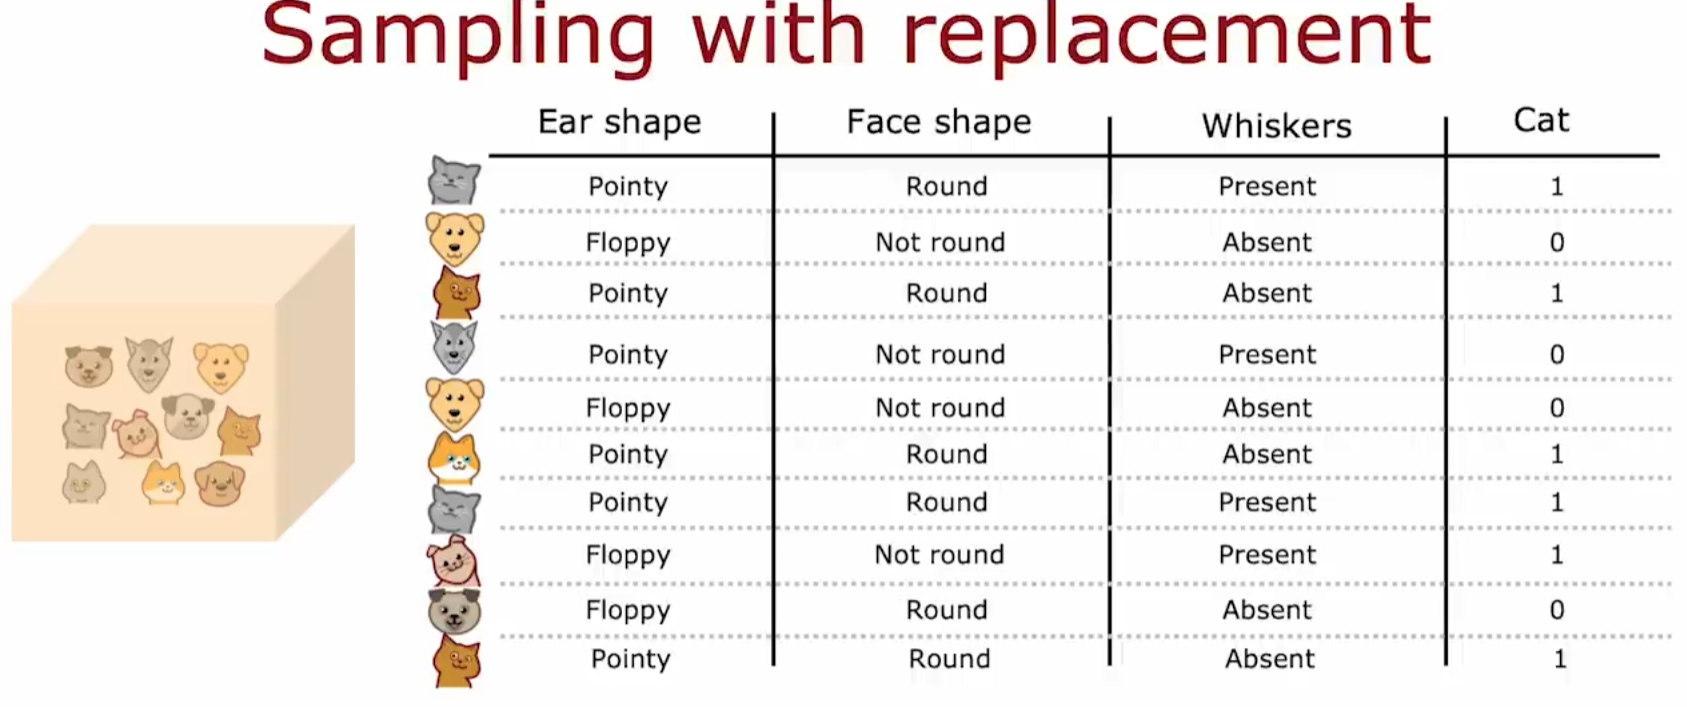 Sampling with replacement
Ear shape Face shape Whiskers Cat
Pointy Round Present 1
Floppy Not round Absent 0
Pointy Round Absent 1
Pointy Not round Present 0
Floppy Not round Absent 0
Pointy Round Absent 1
Pointy Round Present 1
Floppy Not round Present 1
Floppy Round Absent 0
Pointy Round Absent 1